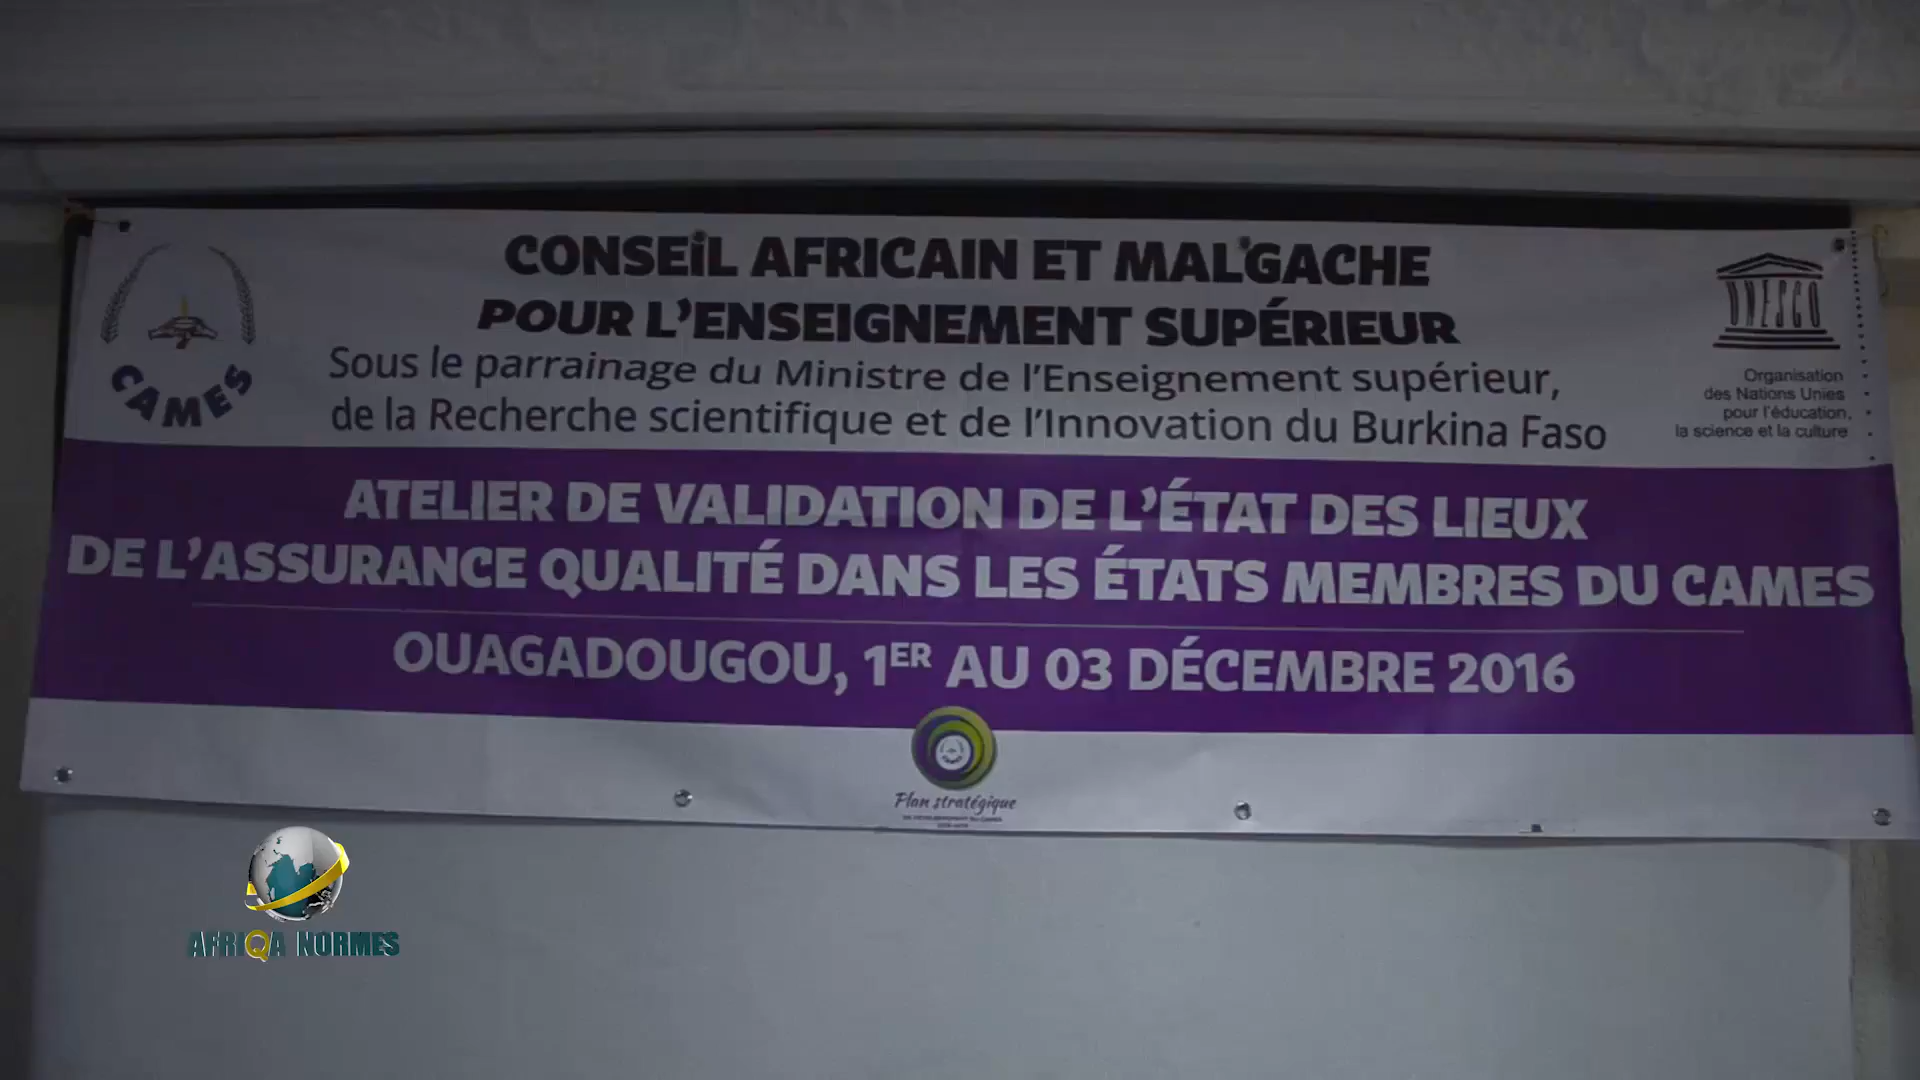 CONSEIL AFRICAIN ET MALGACHE
POUR L'ENSEIGNEMENT SUPÉRIEUR
Sous le parrainage du Ministre de l'Enseignement supérieur,
de la Recherche scientifique et de l'Innovation du Burkina Faso
CAMES
UNESCO
Organisation
des Nations Unies
pour l'éducation,
la science et la culture
ATELIER DE VALIDATION DE L'ÉTAT DES LIEUX
DE L'ASSURANCE QUALITÉ DANS LES ÉTATS MEMBRES DU CAMES
OUAGADOUGOU, 1ER AU 03 DÉCEMBRE 2016
Plan stratégique
AFRIQA NORMES